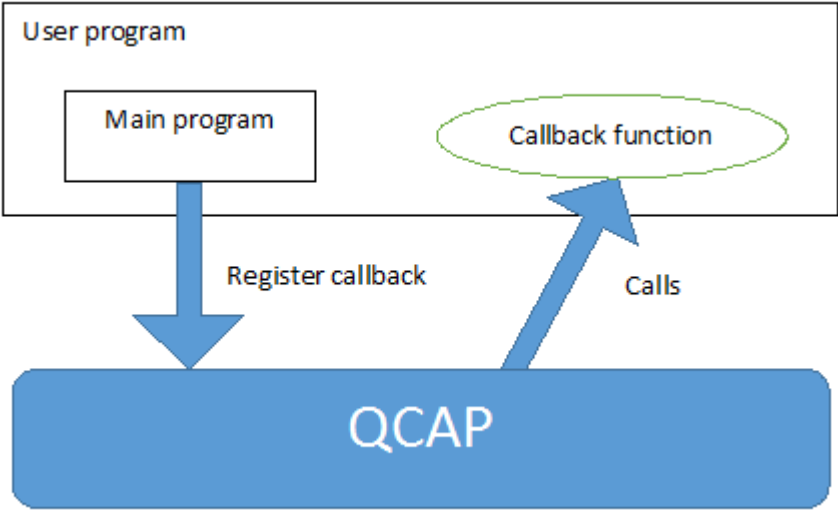 User program
Main program
Callback function
Register callback
Calls
QCAP